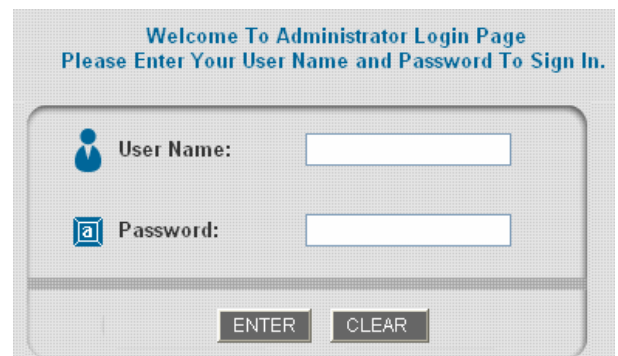 Welcome To Administrator Login Page
Please Enter Your User Name and Password To Sign In.
User Name:
a Password:
ENTER CLEAR